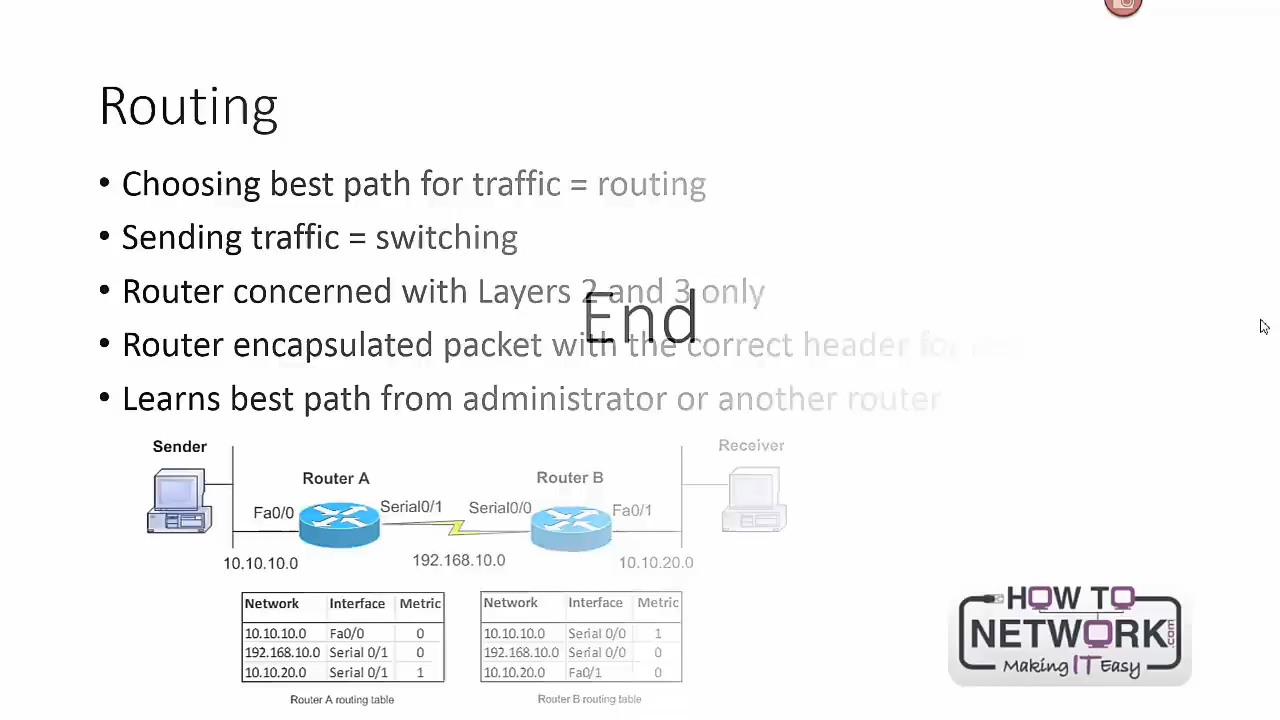 Routing
• Choosing best path for traffic = routing
• Sending traffic = switching
• Router concerned with Layers 2 and 3 only
End
• Router encapsulated packet with the correct header for
• Learns best path from administrator or another router
Sender
Receiver
Router A
Router B
Fa0/0
Serial0/1
Serial0/0
Fa0/1
10.10.10.0
192.168.10.0
10.10.20.0
Network Interface Metric
10.10.10.0 Fa0/0 0
192.168.10.0 Serial 0/1 0
10.10.20.0 Serial 0/1 1
Router A routing table
Network Interface Metric
10.10.10.0 Serial 0/0 1
192.168.10.0 Serial 0/0 0
10.10.20.0 Fa0/1 0
Router B routing table
HOW TO
NETWORK.com
Making IT Easy